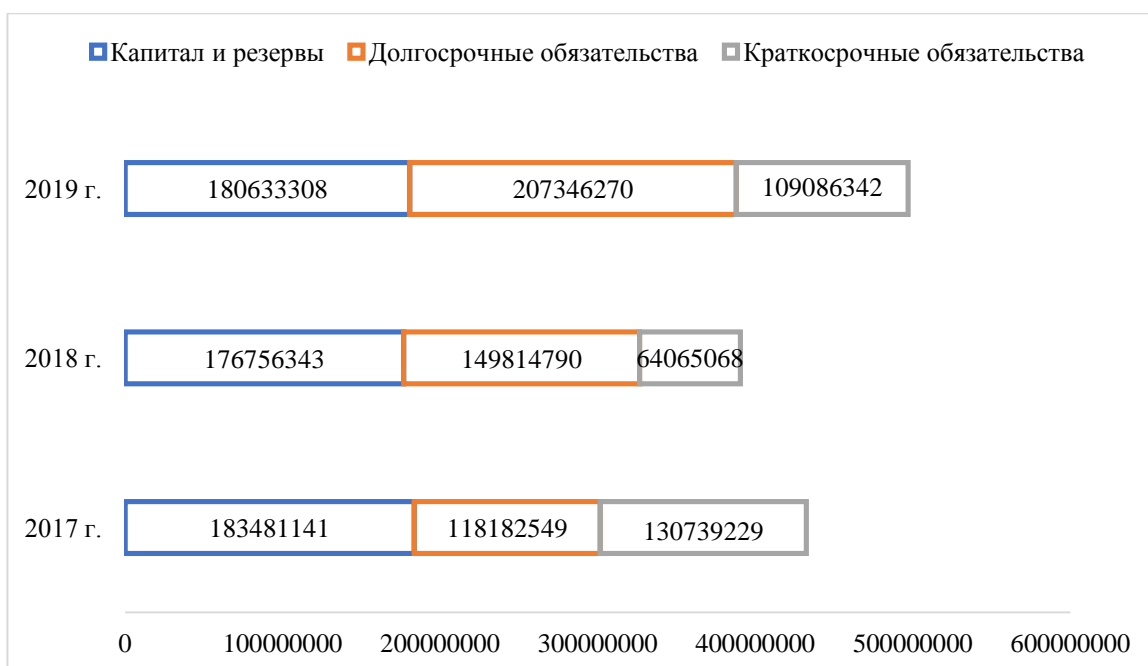 Капитал и резервы Долгосрочные обязательства Краткосрочные обязательства
2019 г. 180633308 207346270 109086342
2018 г. 176756343 149814790 64065068
2017 г. 183481141 118182549 130739229
0 100000000 200000000 300000000 400000000 500000000 600000000